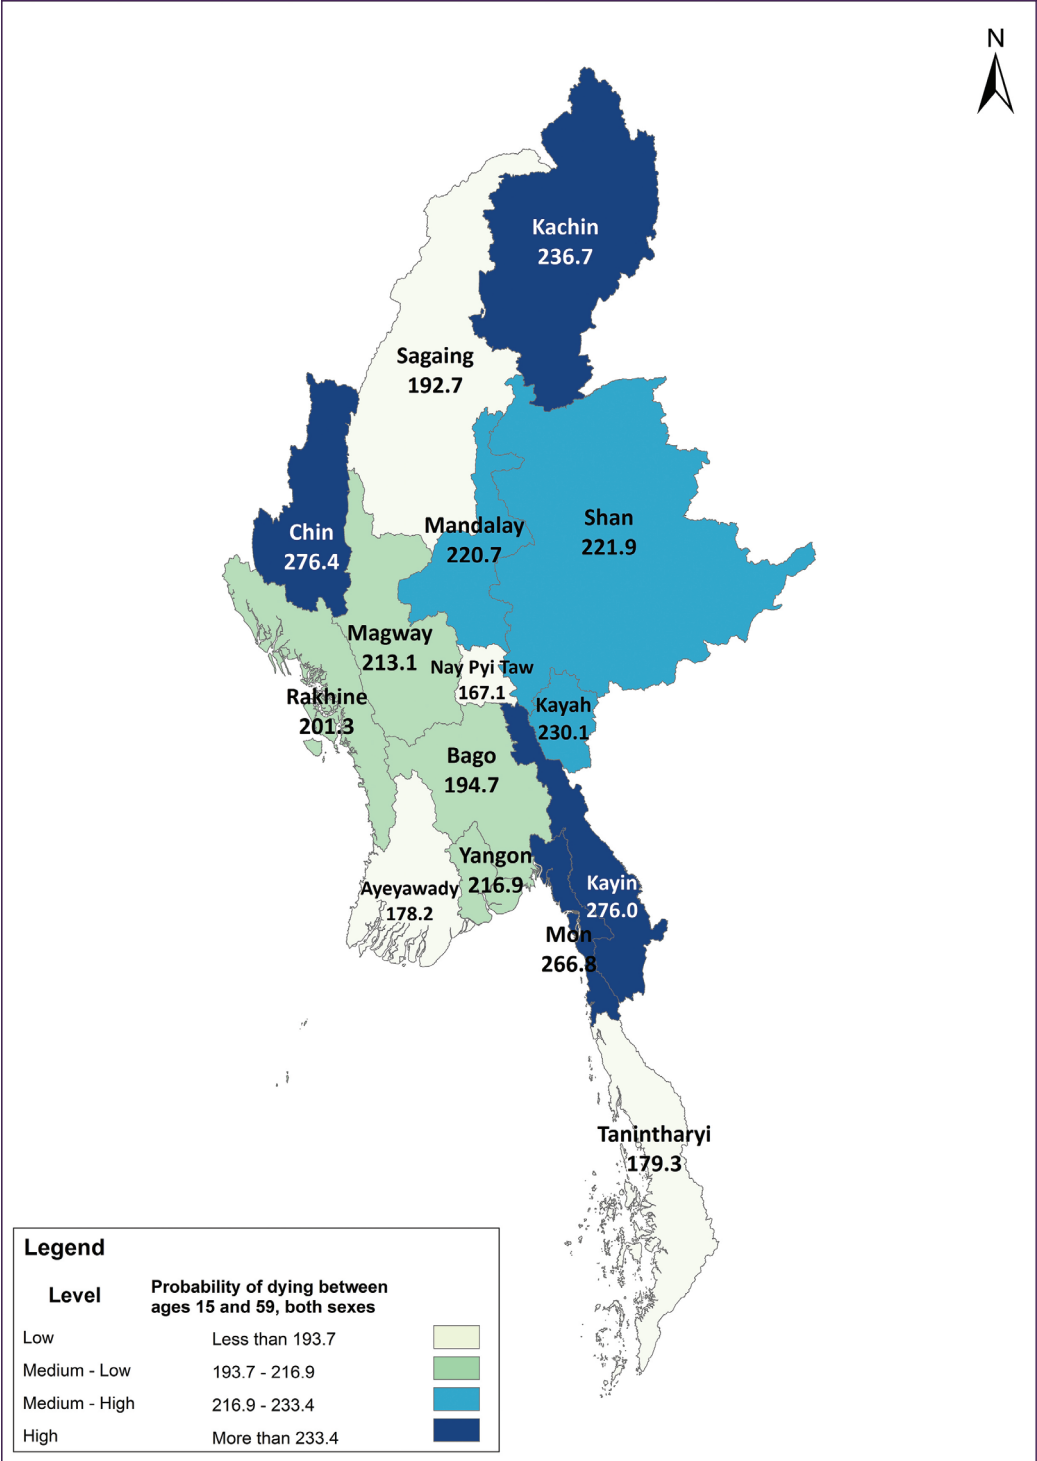 N
Kachin
236.7
Sagaing
192.7
Chin
276.4
Mandalay
220.7
Shan
221.9
Magway
213.1
Nay Pyi Taw
167.1
Rakhine
201.3
Kayah
230.1
Bago
194.7
Yangon
216.9
Ayeyawady
178.2
Kayin
276.0
Mon
266.8
Tanintharyi
179.3
Legend
Level
Probability of dying between
ages 15 and 59, both sexes
Low Less than 193.7
Medium - Low 193.7 - 216.9
Medium - High 216.9 - 233.4
High More than 233.4